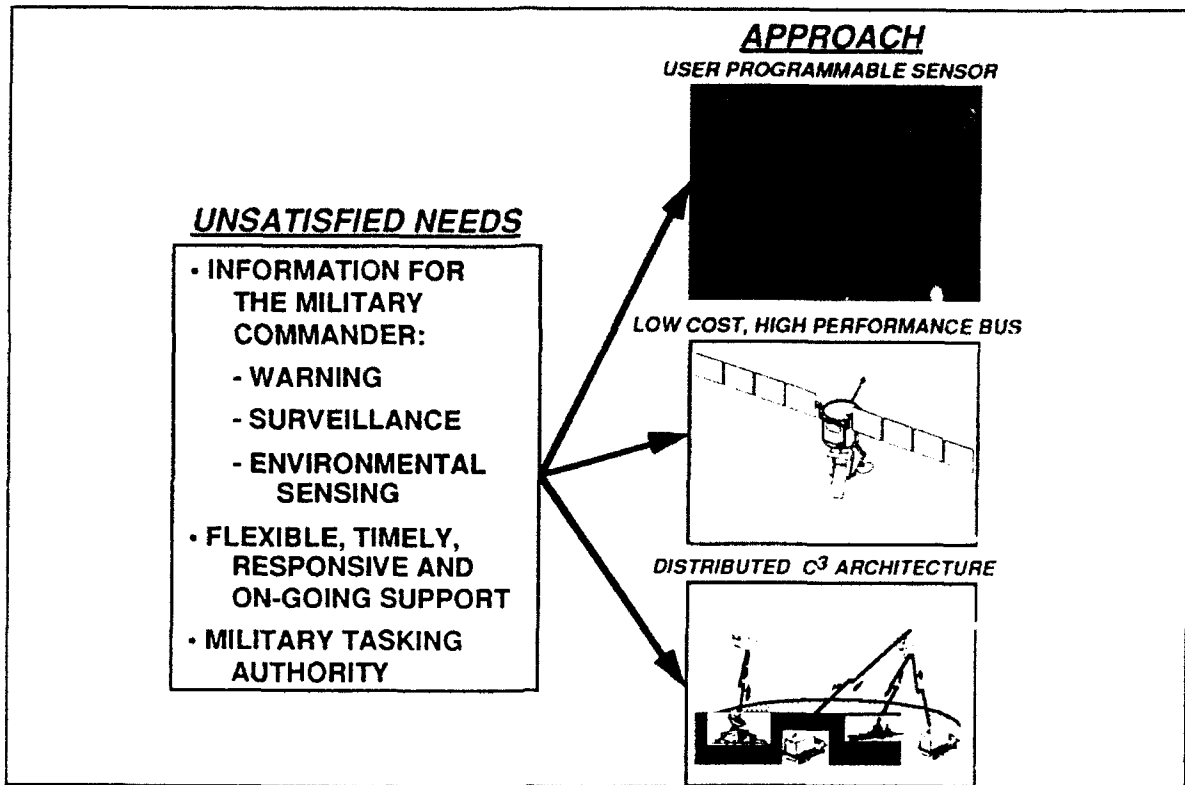 APPROACH
USER PROGRAMMABLE SENSOR
UNSATISFIED NEEDS
• INFORMATION FOR
THE MILITARY
COMMANDER:
- WARNING
- SURVEILLANCE
- ENVIRONMENTAL
SENSING
• FLEXIBLE, TIMELY,
RESPONSIVE AND
ON-GOING SUPPORT
• MILITARY TASKING
AUTHORITY
LOW COST, HIGH PERFORMANCE BUS
DISTRIBUTED C³ ARCHITECTURE